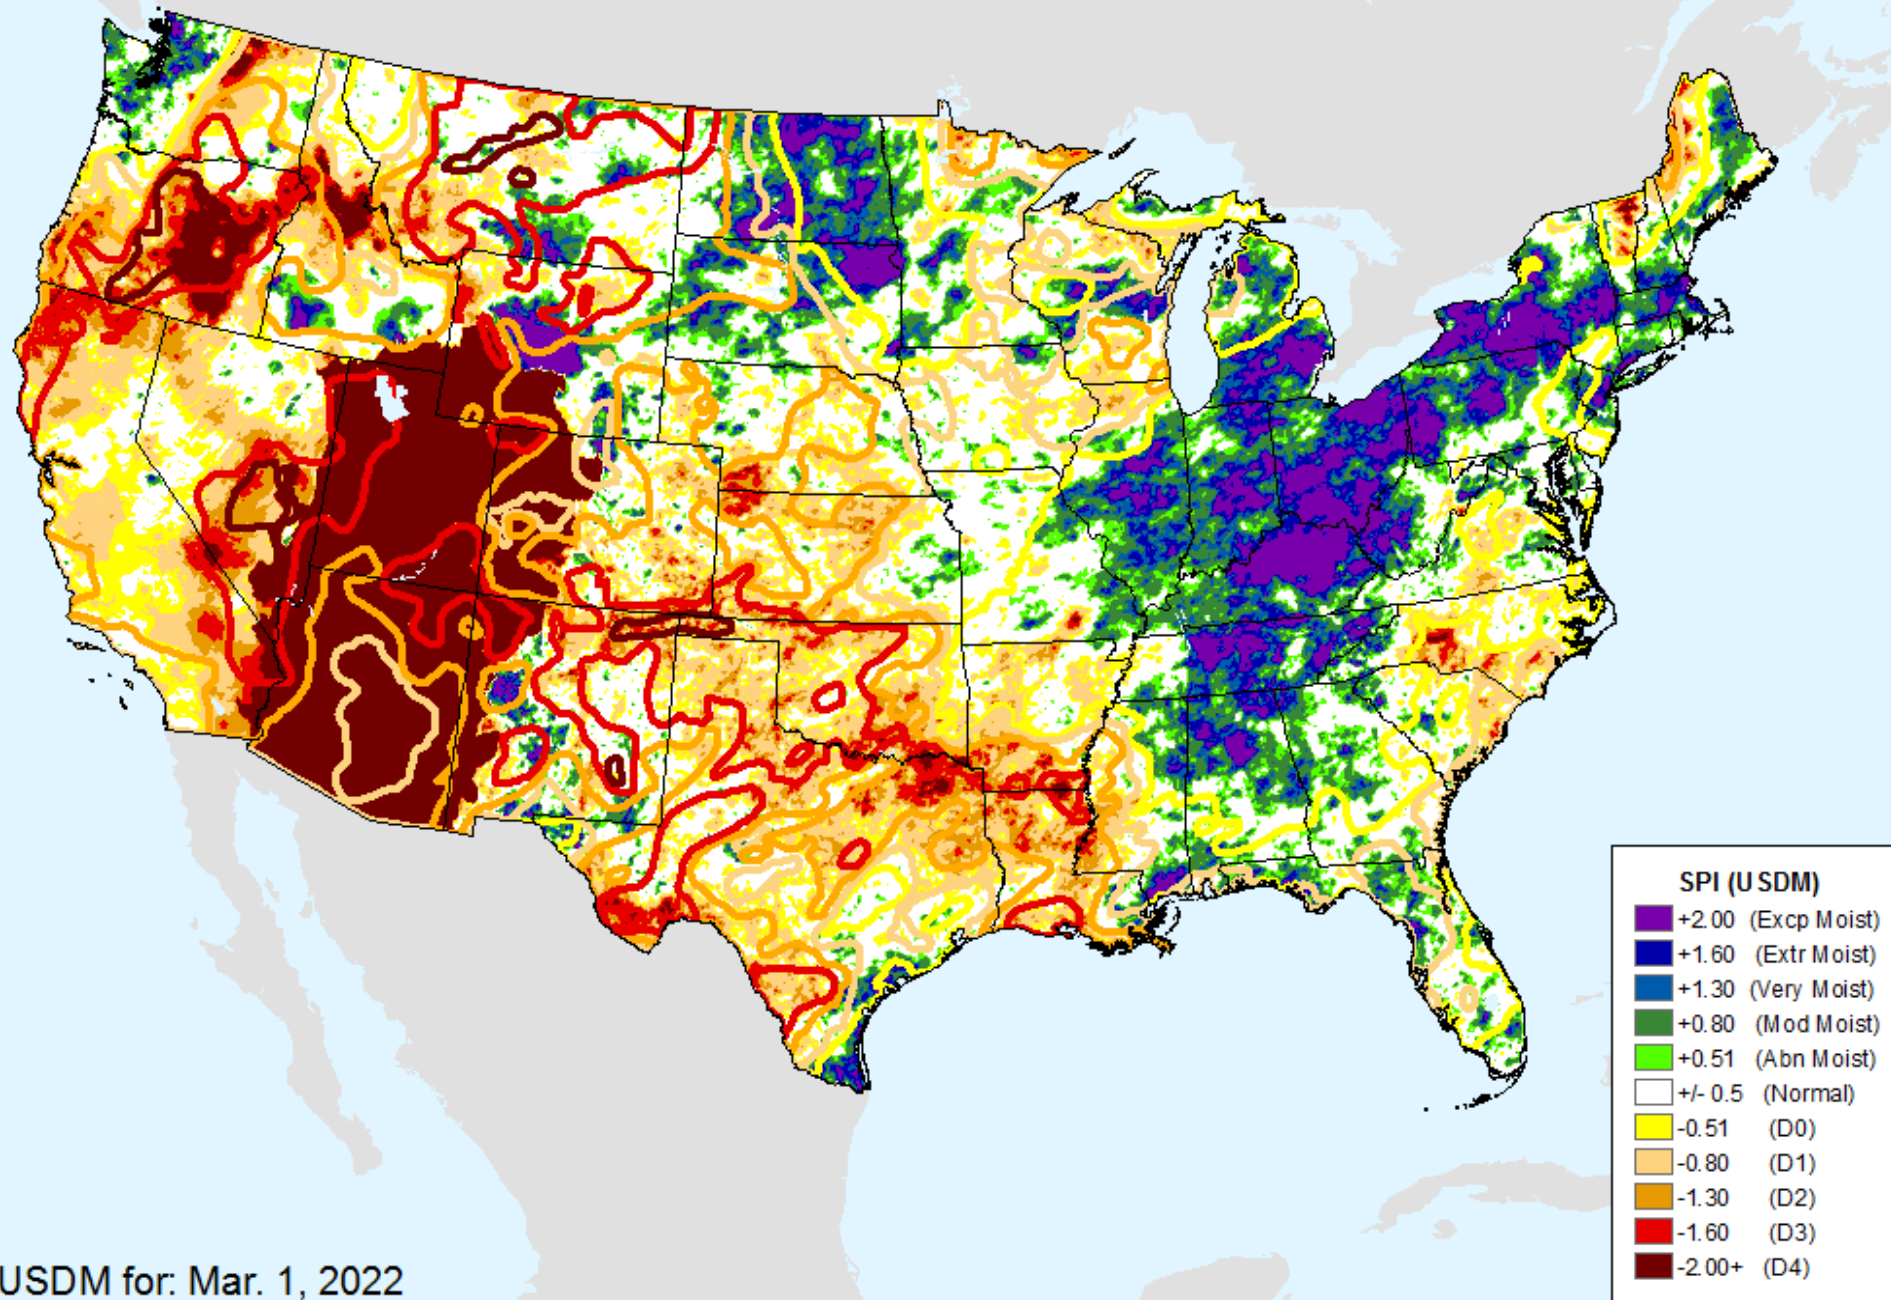 SPI (USDM)
+2.00 (Excp Moist)
+1.60 (Extr Moist)
+1.30 (Very Moist)
+0.80 (Mod Moist)
+0.51 (Abn Moist)
+/- 0.5 (Normal)
-0.51 (D0)
-0.80 (D1)
-1.30 (D2)
-1.60 (D3)
-2.00+ (D4)
USDM for: Mar. 1, 2022